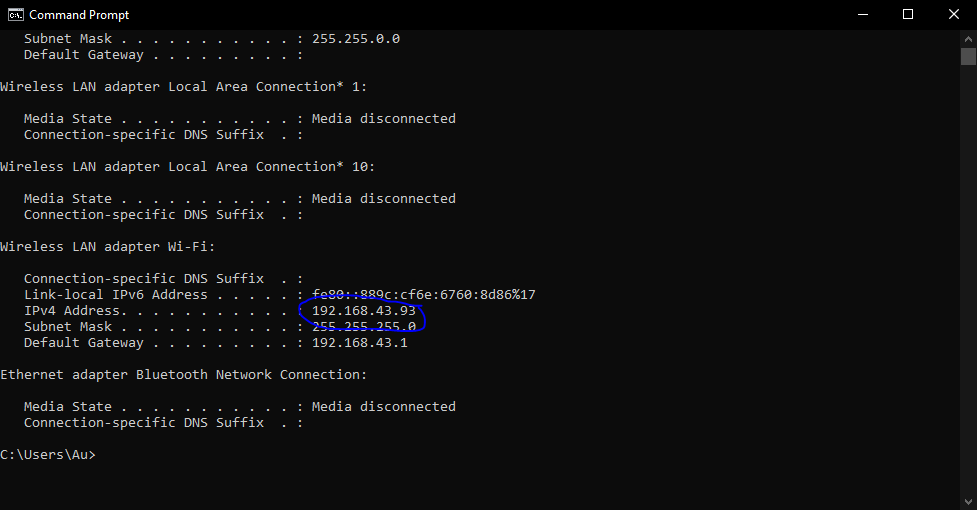 Command Prompt
Subnet Mask . . . . . . . . . . . : 255.255.0.0
Default Gateway . . . . . . . . . :
Wireless LAN adapter Local Area Connection* 1:
Media State . . . . . . . . . . . : Media disconnected
Connection-specific DNS Suffix  . :
Wireless LAN adapter Local Area Connection* 10:
Media State . . . . . . . . . . . : Media disconnected
Connection-specific DNS Suffix  . :
Wireless LAN adapter Wi-Fi:
Connection-specific DNS Suffix  . :
Link-local IPv6 Address . . . . . : fe80::889c:cf6e:6760:8d86%17
IPv4 Address. . . . . . . . . . . : 192.168.43.93
Subnet Mask . . . . . . . . . . . : 255.255.255.0
Default Gateway . . . . . . . . . : 192.168.43.1
Ethernet adapter Bluetooth Network Connection:
Media State . . . . . . . . . . . : Media disconnected
Connection-specific DNS Suffix  . :
C:\Users\Au>